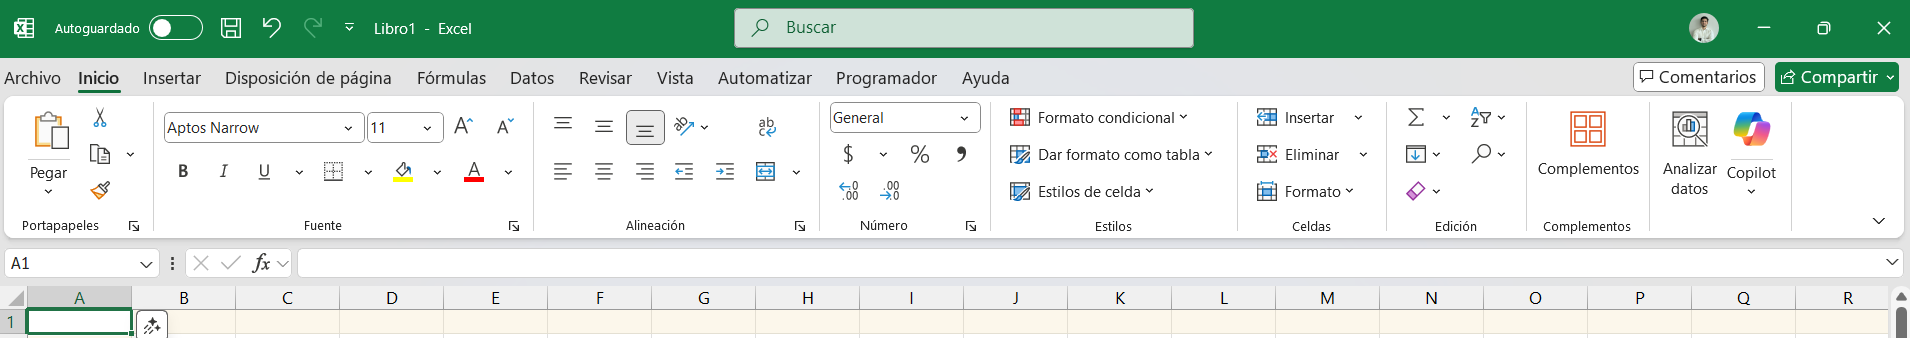 Autoguardado Libro1 - Excel Buscar
Archivo Inicio Insertar Disposición de página Fórmulas Datos Revisar Vista Automatizar Programador Ayuda Comentarios Compartir
Aptos Narrow 11 A A General Formato condicional Insertar
Pegar N K S A $ % Dar formato como tabla Eliminar Complementos Analizar datos Copilot
Estilos de celda Formato
Portapapeles Fuente Alineación Número Estilos Celdas Edición Complementos
A1 fx
A B C D E F G H I J K L M N O P Q R
1